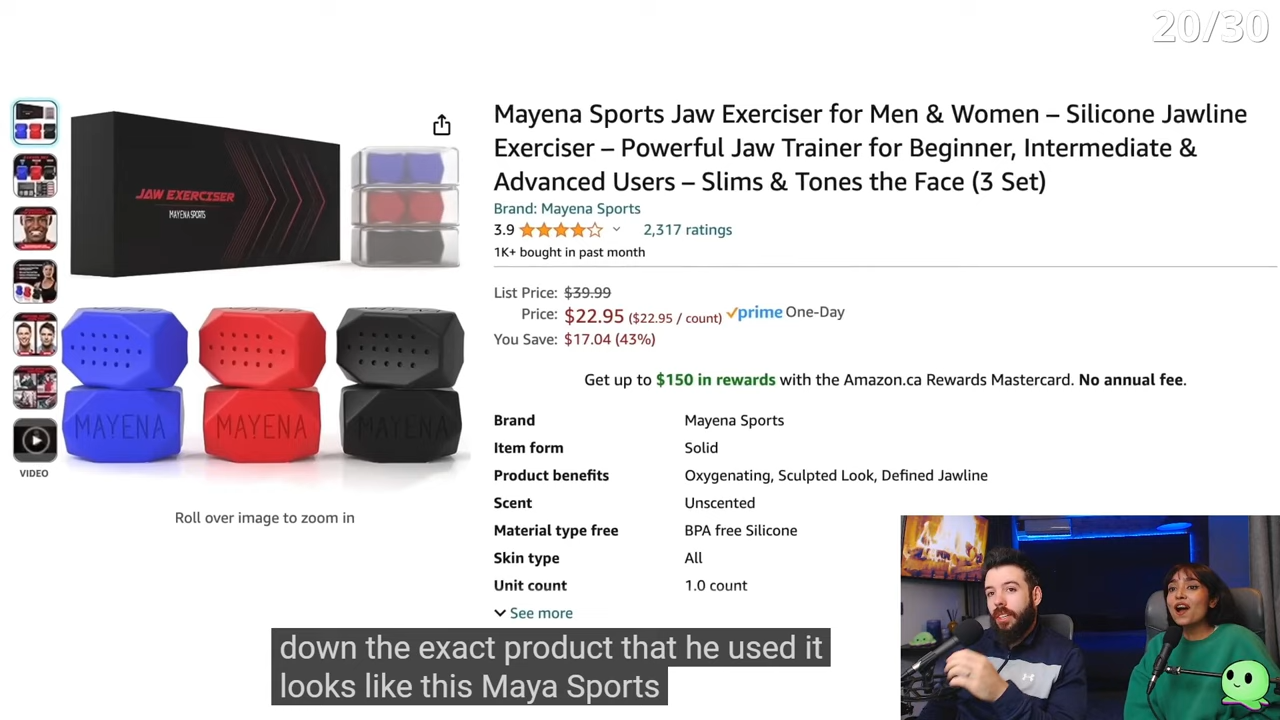 20/30
Mayena Sports Jaw Exerciser for Men & Women – Silicone Jawline
Exerciser – Powerful Jaw Trainer for Beginner, Intermediate &
Advanced Users – Slims & Tones the Face (3 Set)
Brand: Mayena Sports
3.9 2,317 ratings
1K+ bought in past month
List Price: $39.99
Price: $22.95 ($22.95 / count) prime One-Day
You Save: $17.04 (43%)
Get up to $150 in rewards with the Amazon.ca Rewards Mastercard. No annual fee.
Brand Mayena Sports
Item form Solid
Product benefits Oxygenating, Sculpted Look, Defined Jawline
Scent Unscented
Material type free BPA free Silicone
Skin type All
Unit count 1.0 count
See more
JAW EXERCISER
MAYENA SPORTS
MAYENA
MAYENA
MAYENA
VIDEO
Roll over image to zoom in
down the exact product that he used it
looks like this Maya Sports